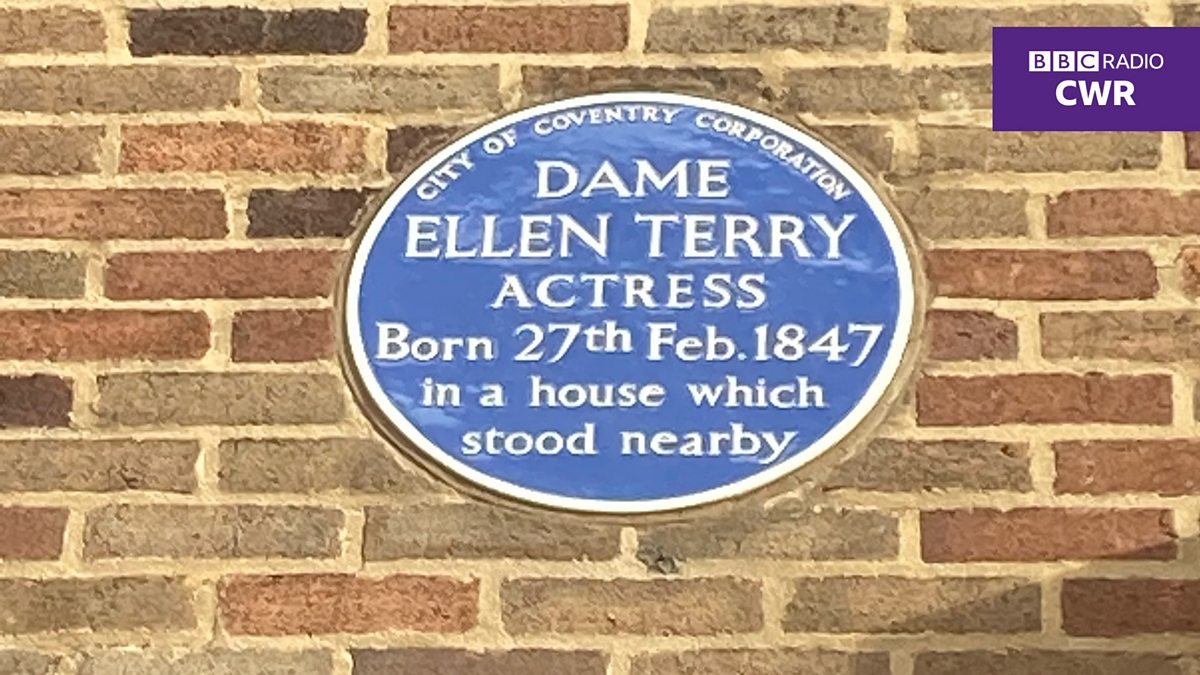 BBC RADIO
CWR
CITY OF COVENTRY CORPORATION
DAME
ELLEN TERRY
ACTRESS
Born 27th Feb. 1847
in a house which
stood nearby